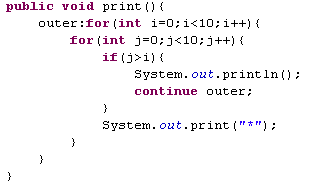 public void print(){
    outer:for(int i=0;i<10;i++){
        for(int j=0;j<10;j++){
            if(j>i){
                System.out.println();
                continue outer;
            }
            System.out.print("*");
        }
    }
}